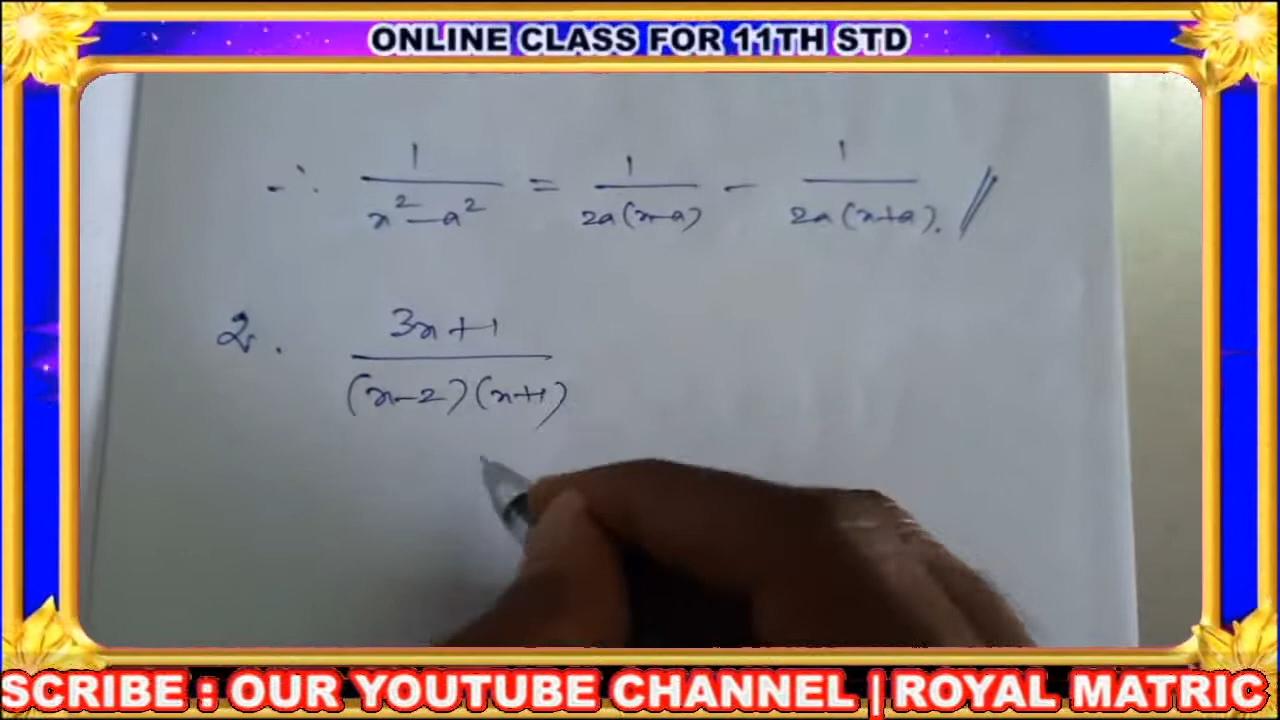 ONLINE CLASS FOR 11TH STD
∴ 1/(x²-a²) = 1/(2a(x-a)) - 1/(2a(x+a)). //
2. (3x+1)/((x-2)(x+1))
SCRIBE : OUR YOUTUBE CHANNEL | ROYAL MATRIC